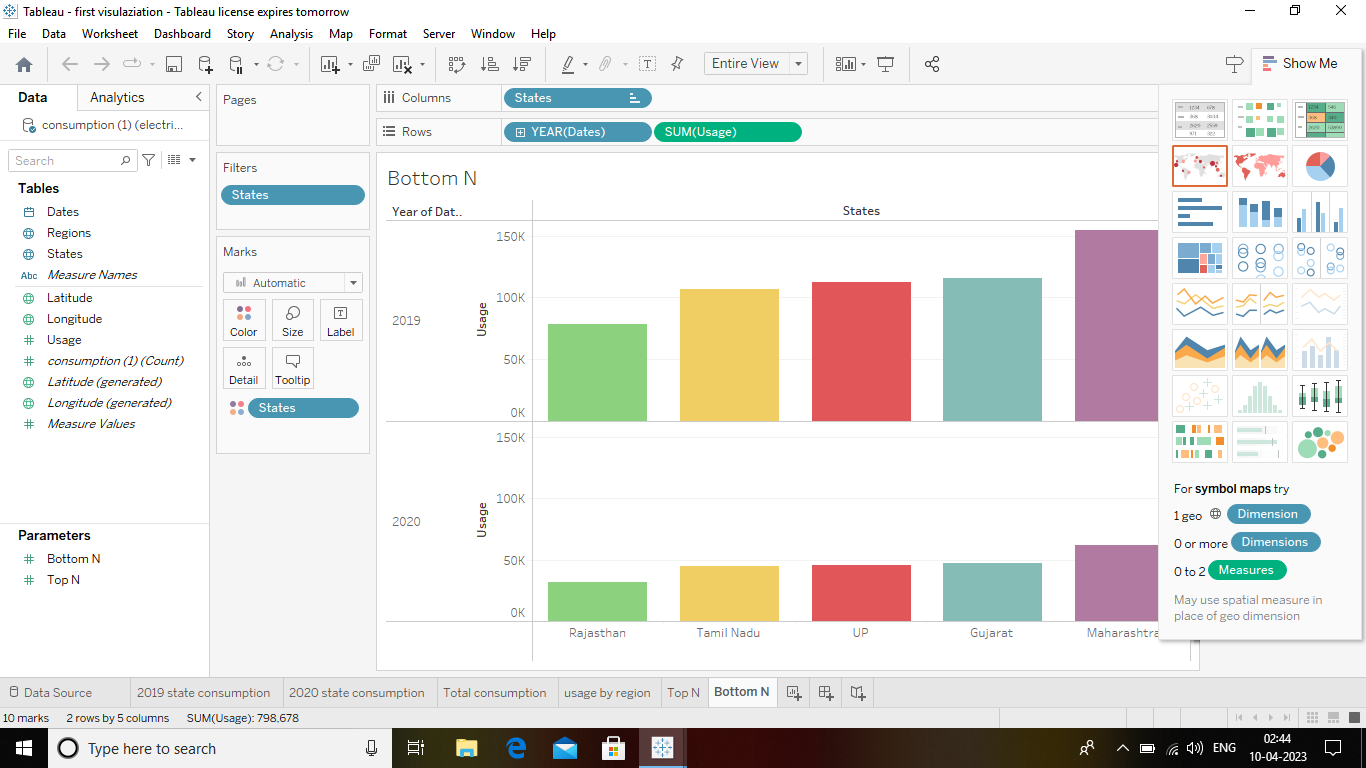 Tableau - first visulaziation - Tableau license expires tomorrow
File Data Worksheet Dashboard Story Analysis Map Format Server Window Help
Entire View
Show Me
Data Analytics
consumption (1) (electri...
Search
Tables
Dates
Regions
States
Abc Measure Names
Latitude
Longitude
Usage
consumption (1) (Count)
Latitude (generated)
Longitude (generated)
Measure Values
Parameters
Bottom N
Top N
Pages
Filters
States
Marks
Automatic
Color Size Label
Detail Tooltip
States
Columns States
Rows YEAR(Dates) SUM(Usage)
Bottom N
Year of Dat..
States
150K
100K
50K
0K
Usage
2019
150K
100K
50K
0K
Usage
2020
Rajasthan Tamil Nadu UP Gujarat Maharashtra
For symbol maps try
1 geo Dimension
0 or more Dimensions
0 to 2 Measures
May use spatial measure in
place of geo dimension
Data Source 2019 state consumption 2020 state consumption Total consumption usage by region Top N Bottom N
10 marks 2 rows by 5 columns SUM(Usage): 798,678
Type here to search
ENG
02:44
10-04-2023